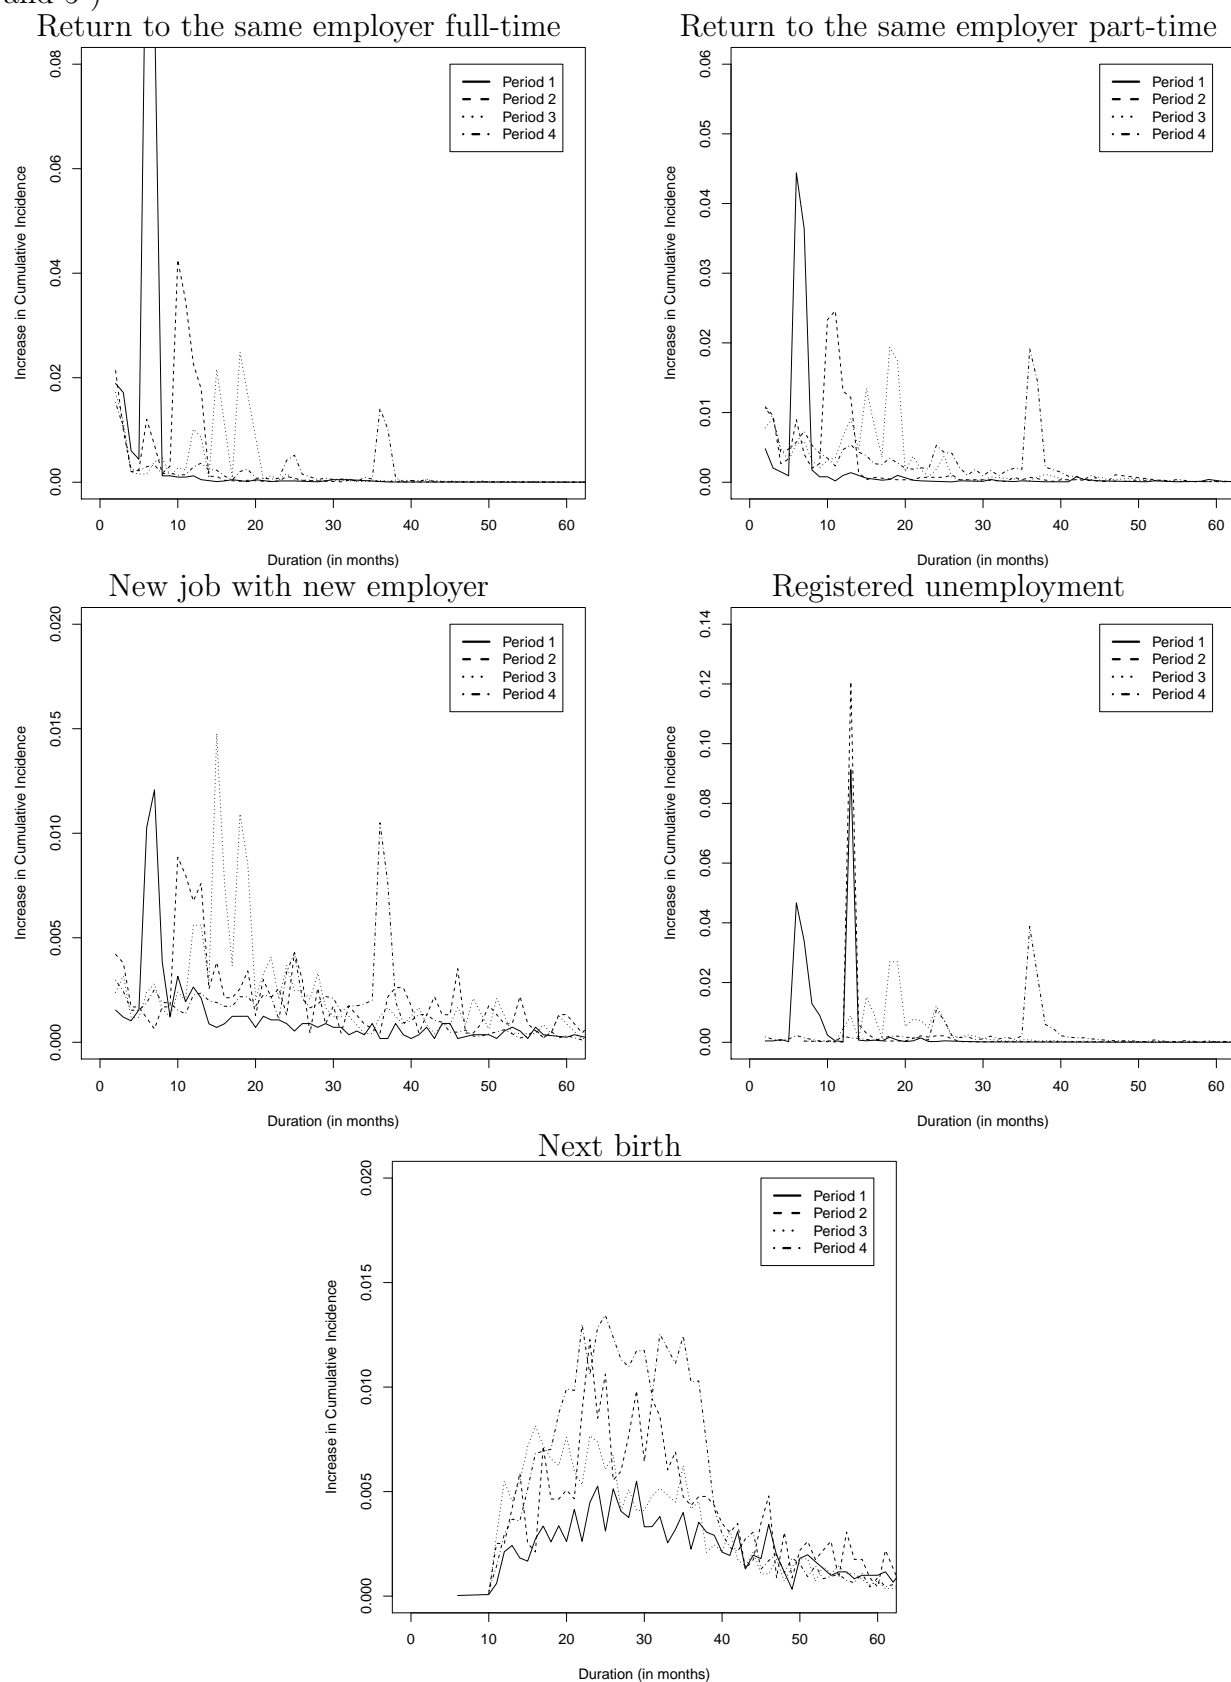 and 5 )
Return to the same employer full-time
0.08
0.06
0.04
0.02
0.00
Increase in Cumulative Incidence
Period 1
Period 2
Period 3
Period 4
0 10 20 30 40 50 60
Duration (in months)
Return to the same employer part-time
0.06
0.05
0.04
0.03
0.02
0.01
0.00
Increase in Cumulative Incidence
Period 1
Period 2
Period 3
Period 4
0 10 20 30 40 50 60
Duration (in months)
New job with new employer
0.020
0.015
0.010
0.005
0.000
Increase in Cumulative Incidence
Period 1
Period 2
Period 3
Period 4
0 10 20 30 40 50 60
Duration (in months)
Registered unemployment
0.14
0.12
0.10
0.08
0.06
0.04
0.02
0.00
Increase in Cumulative Incidence
Period 1
Period 2
Period 3
Period 4
0 10 20 30 40 50 60
Duration (in months)
Next birth
0.020
0.015
0.010
0.005
0.000
Increase in Cumulative Incidence
Period 1
Period 2
Period 3
Period 4
0 10 20 30 40 50 60
Duration (in months)